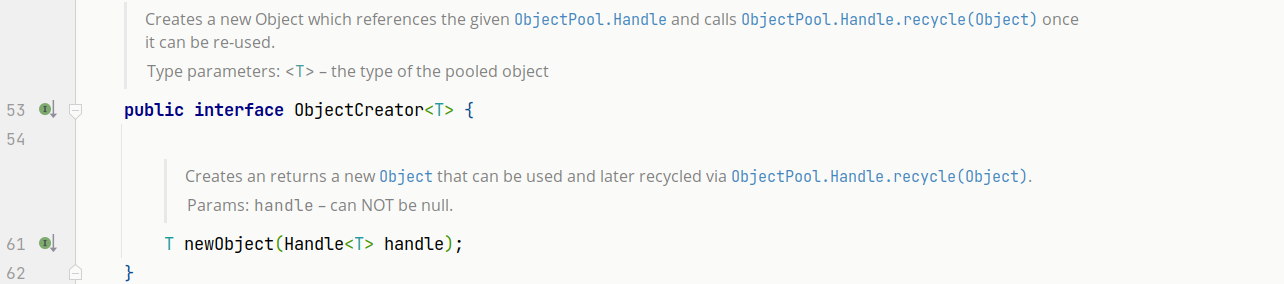 Creates a new Object which references the given ObjectPool.Handle and calls ObjectPool.Handle.recycle(Object) once
it can be re-used.
Type parameters: <T> – the type of the pooled object
53 public interface ObjectCreator<T> {
54
Creates an returns a new Object that can be used and later recycled via ObjectPool.Handle.recycle(Object).
Params: handle – can NOT be null.
61 T newObject(Handle<T> handle);
62 }